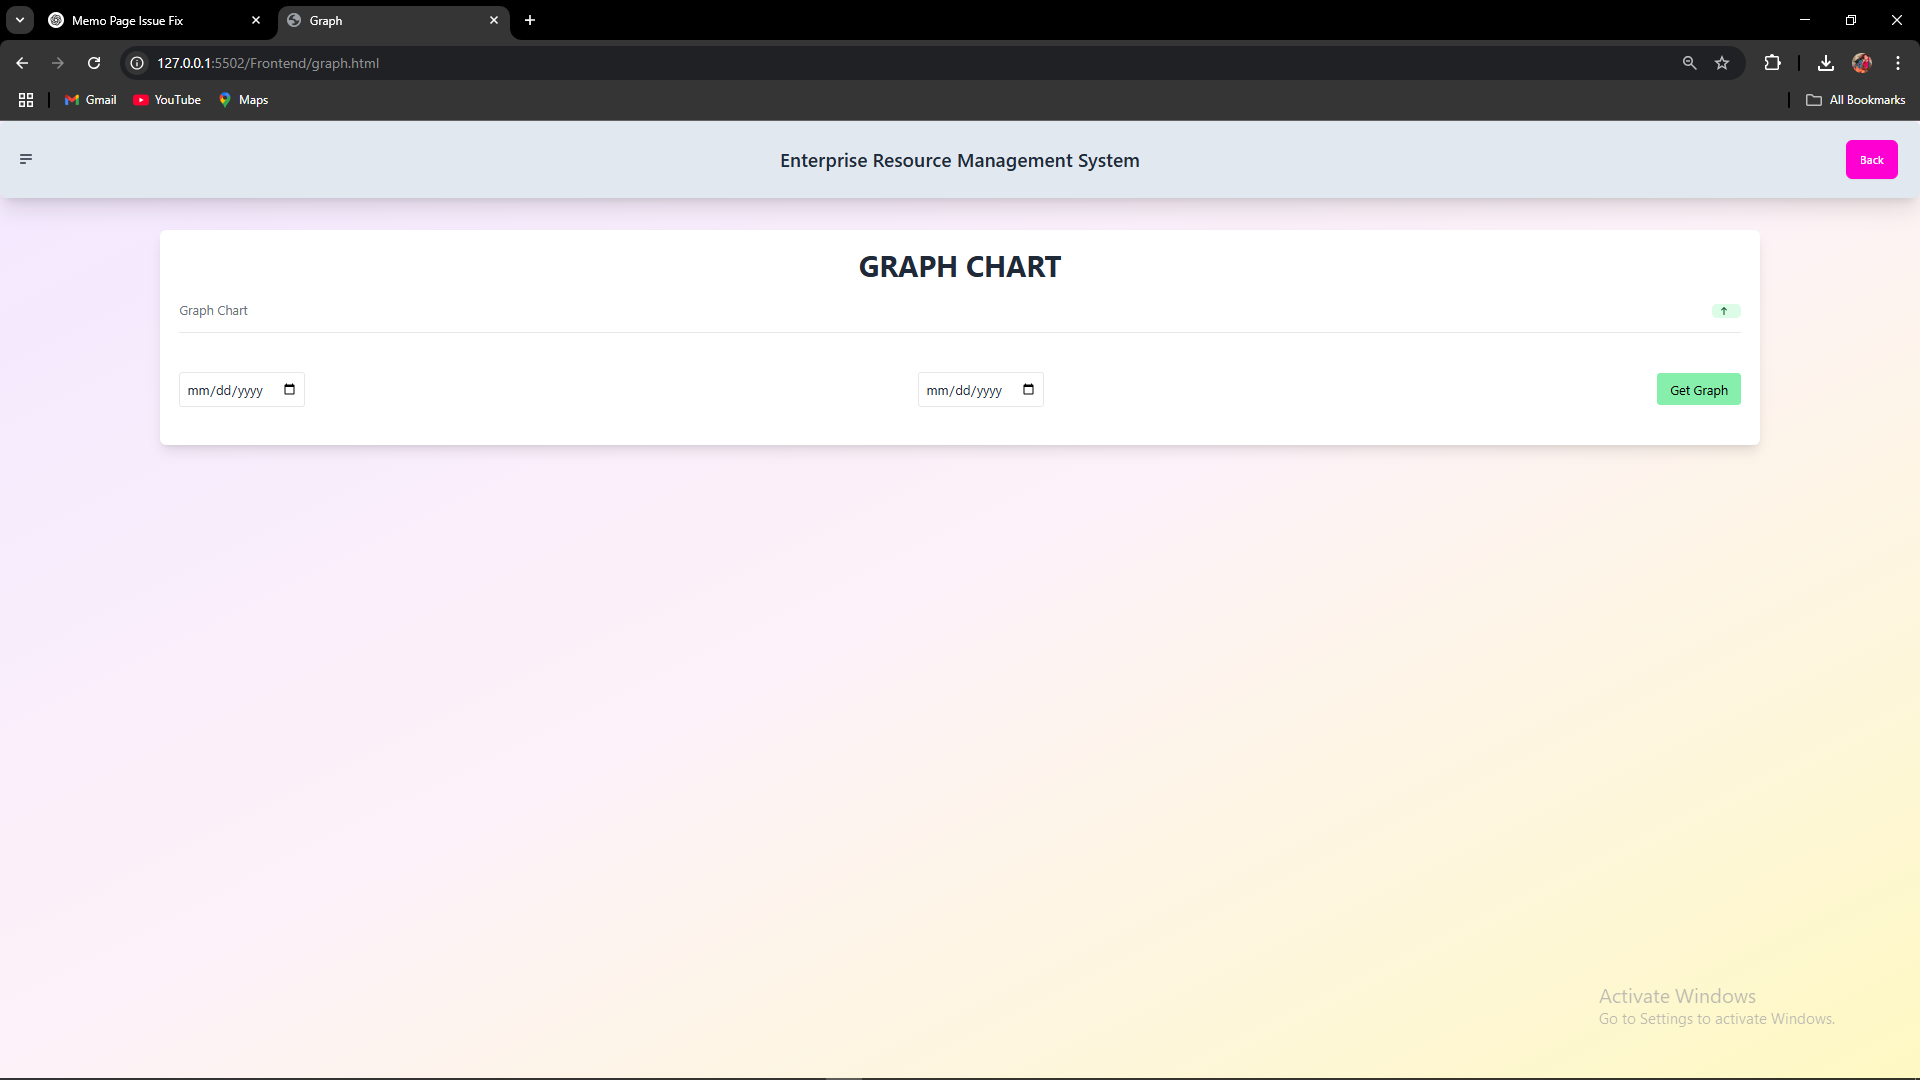 Memo Page Issue Fix
Graph
127.0.0.1:5502/Frontend/graph.html
Gmail
YouTube
Maps
All Bookmarks
Enterprise Resource Management System
Back
GRAPH CHART
Graph Chart
mm/dd/yyyy
mm/dd/yyyy
Get Graph
Activate Windows
Go to Settings to activate Windows.